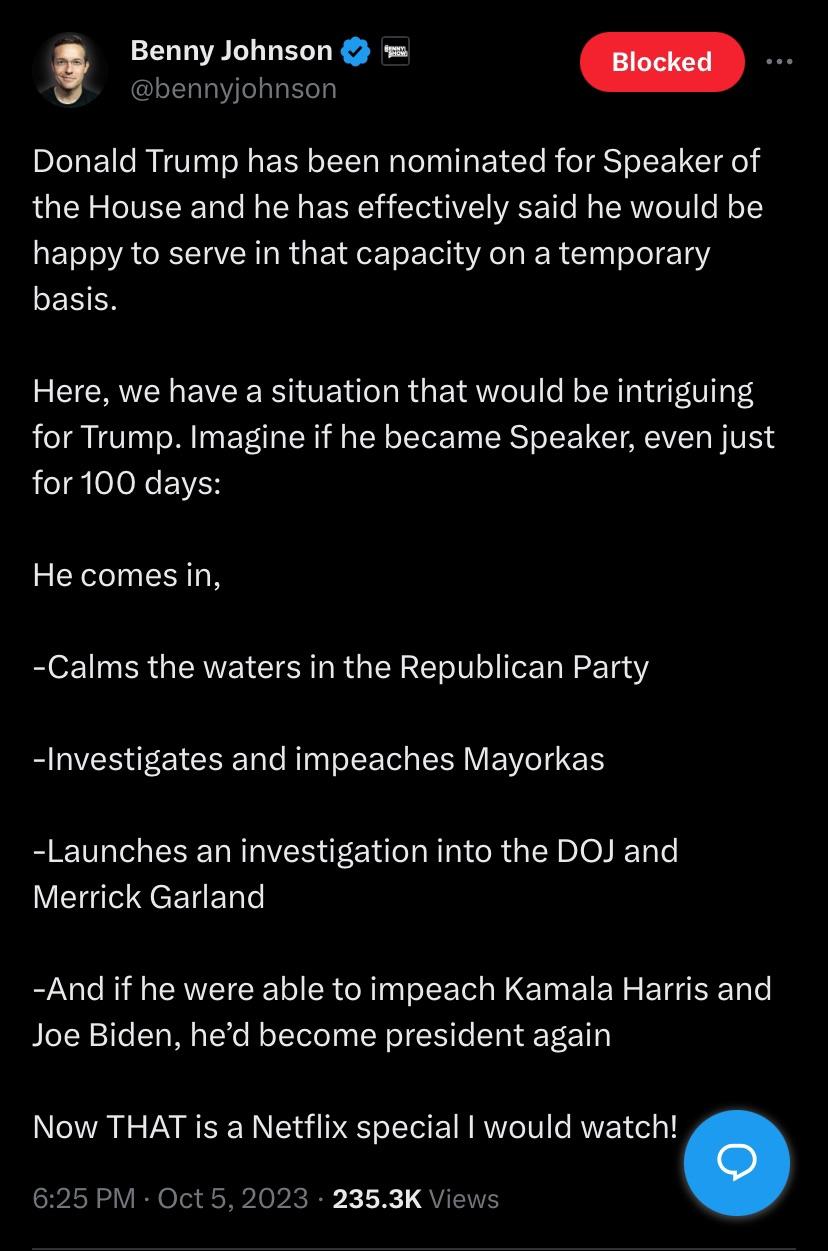 Benny Johnson
@bennyjohnson
Blocked
Donald Trump has been nominated for Speaker of
the House and he has effectively said he would be
happy to serve in that capacity on a temporary
basis.
Here, we have a situation that would be intriguing
for Trump. Imagine if he became Speaker, even just
for 100 days:
He comes in,
-Calms the waters in the Republican Party
-Investigates and impeaches Mayorkas
-Launches an investigation into the DOJ and
Merrick Garland
-And if he were able to impeach Kamala Harris and
Joe Biden, he’d become president again
Now THAT is a Netflix special I would watch!
6:25 PM · Oct 5, 2023 · 235.3K Views